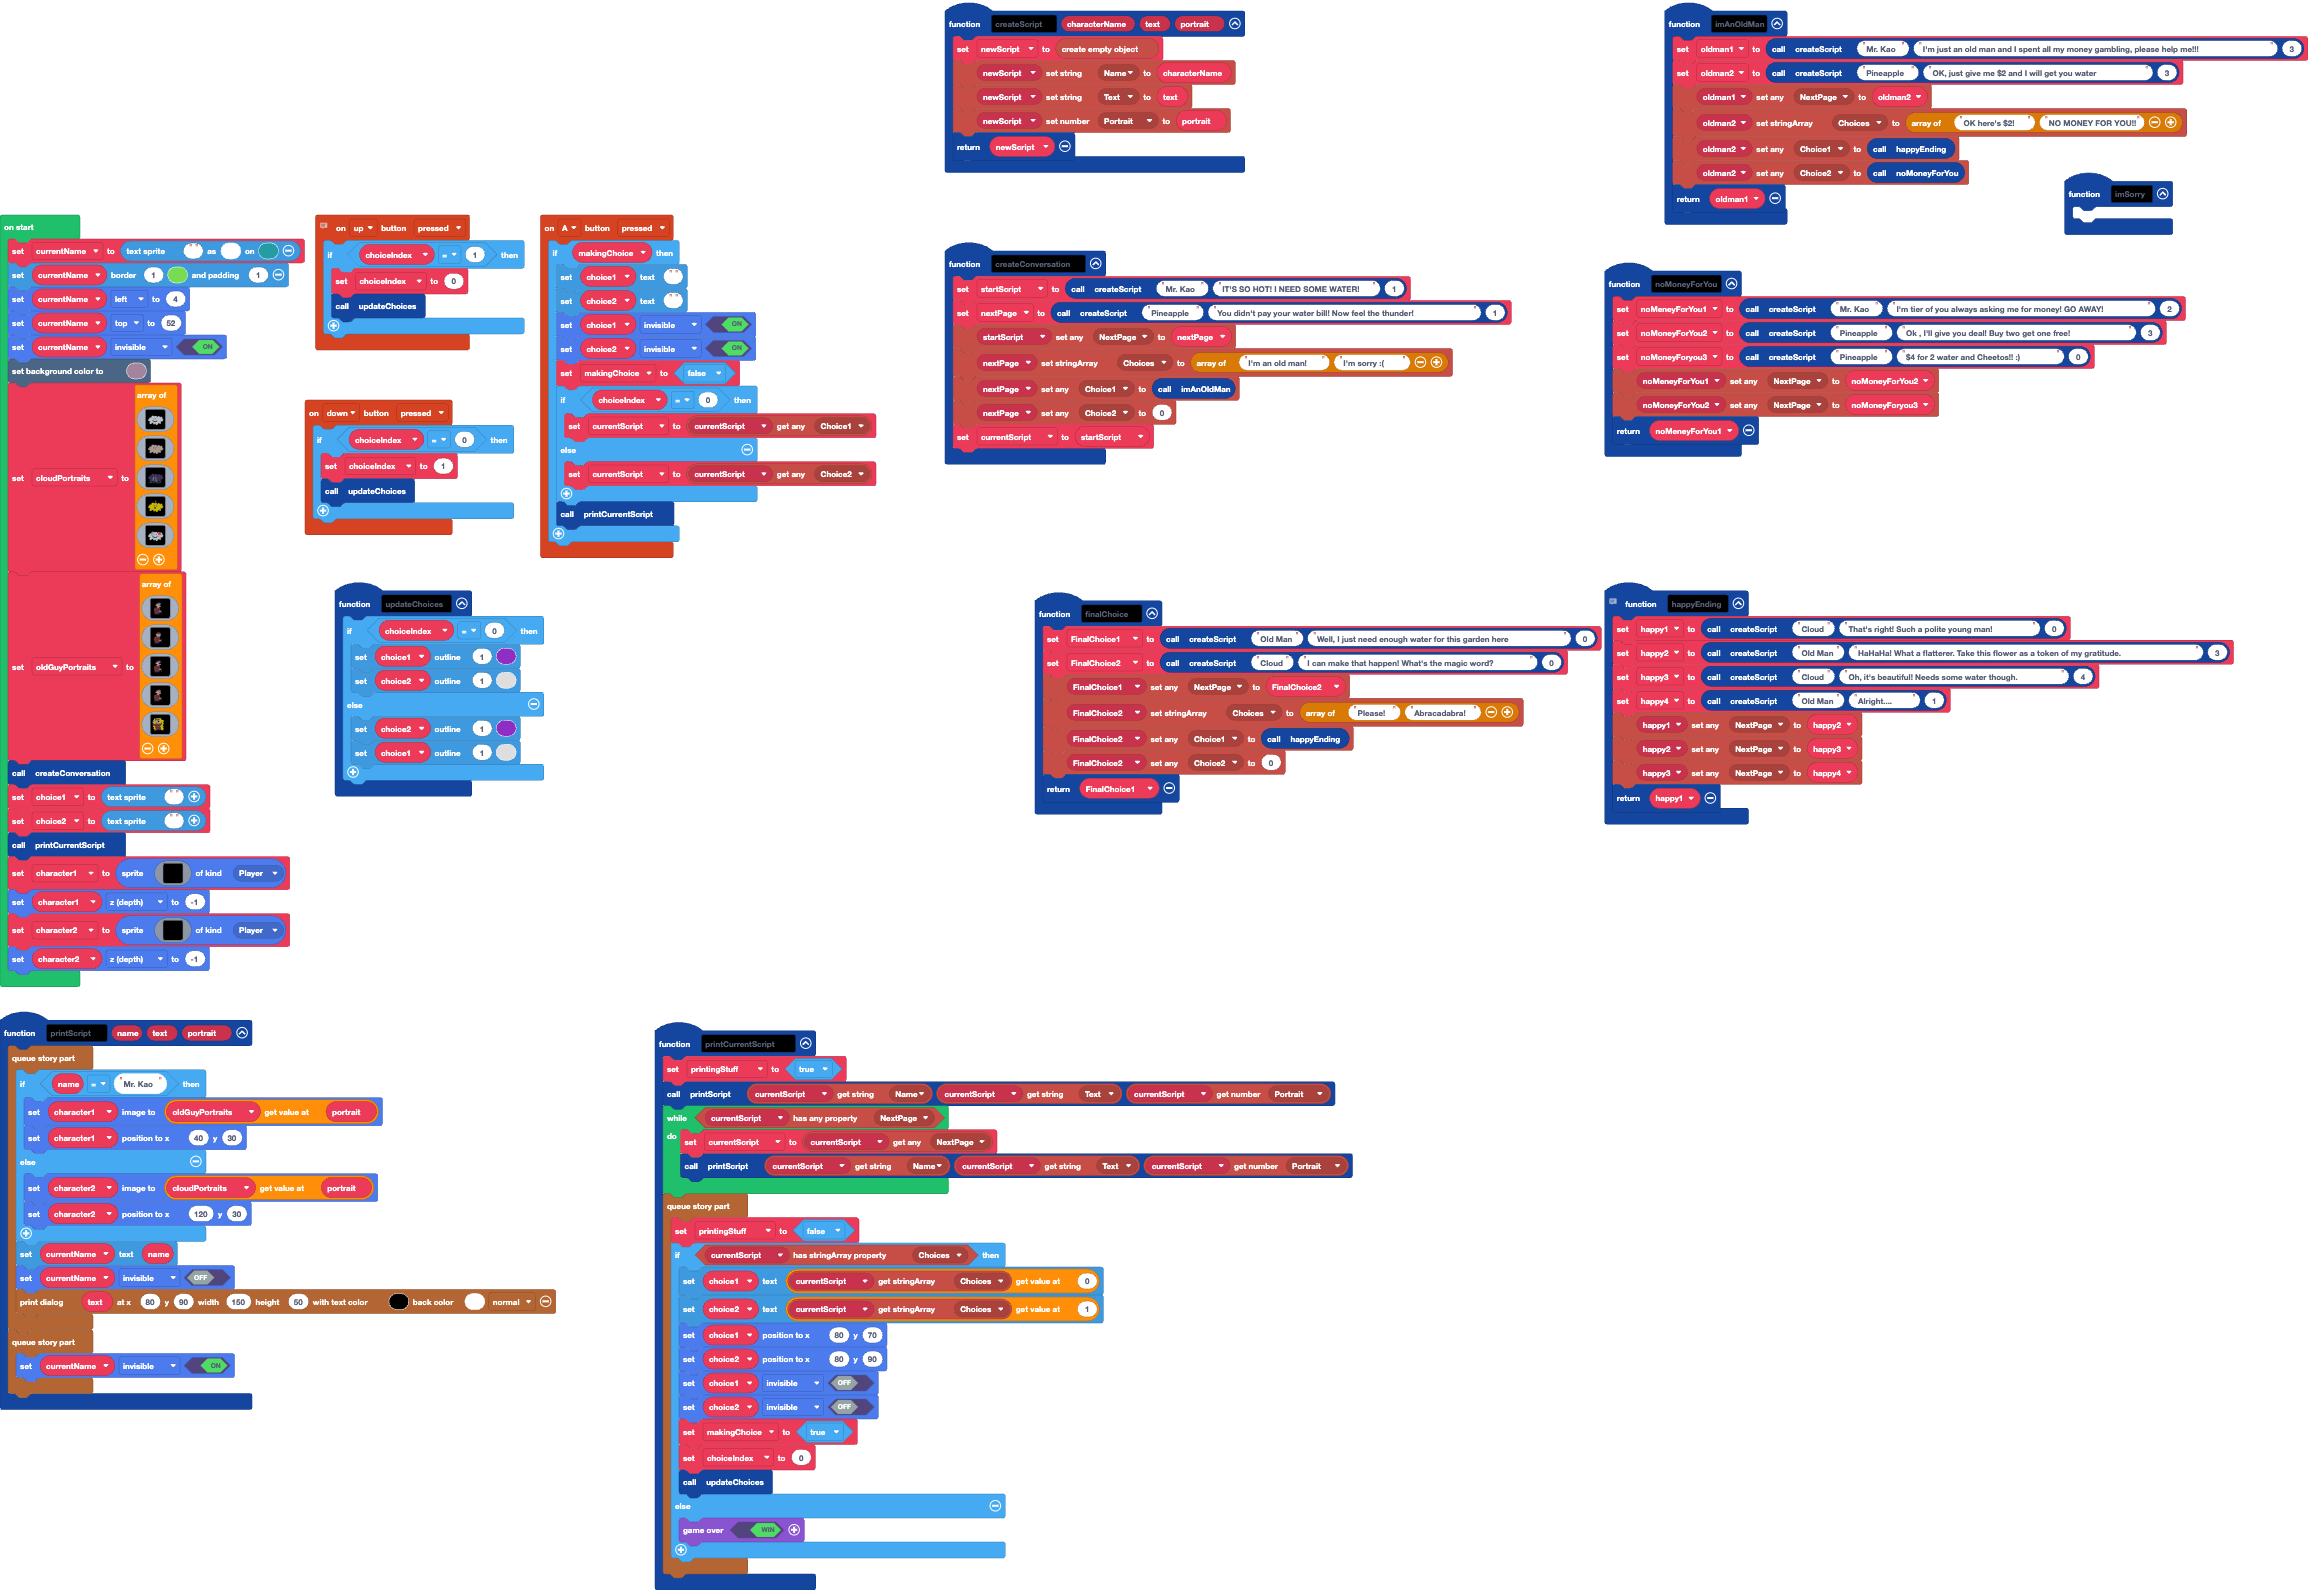 function createScript characterName text portrait
set newScript to create empty object
newScript set string Name to characterName
newScript set string Text to text
newScript set number Portrait to portrait
return newScript
function imAnOldMan
set oldman1 to call createScript "Mr. Kao" "I'm just an old man and I spent all my money gambling, please help me!!!" 3
set oldman2 to call createScript "Pineapple" "OK, just give me $2 and I will get you water" 3
oldman1 set any NextPage to oldman2
oldman2 set stringArray Choices to array of "OK here's $2!" "NO MONEY FOR YOU!!"
oldman2 set any Choice1 to call happyEnding
oldman2 set any Choice2 to call noMoneyForYou
return oldman1
function imSorry
on start
set currentName to text sprite "" as on
set currentName border 1 and padding 1
set currentName left to 4
set currentName top to 52
set currentName invisible ON
set background color to
set cloudPortraits to array of
set oldGuyPortraits to array of
call createConversation
set choice1 to text sprite ""
set choice2 to text sprite ""
call printCurrentScript
set character1 to sprite of kind Player
set character1 z (depth) to -1
set character2 to sprite of kind Player
set character2 z (depth) to -1
on up button pressed
if choiceIndex = 1 then
set choiceIndex to 0
call updateChoices
on down button pressed
if choiceIndex = 0 then
set choiceIndex to 1
call updateChoices
on A button pressed
if makingChoice then
set choice1 text ""
set choice2 text ""
set choice1 invisible ON
set choice2 invisible ON
set makingChoice to false
if choiceIndex = 0 then
set currentScript to currentScript get any Choice1
else
set currentScript to currentScript get any Choice2
call printCurrentScript
function createConversation
set startScript to call createScript "Mr. Kao" "IT'S SO HOT! I NEED SOME WATER!" 1
set nextPage to call createScript "Pineapple" "You didn't pay your water bill! Now feel the thunder!" 1
startScript set any NextPage to nextPage
nextPage set stringArray Choices to array of "I'm an old man!" "I'm sorry :("
nextPage set any Choice1 to call imAnOldMan
nextPage set any Choice2 to 0
set currentScript to startScript
function noMoneyForYou
set noMeneyForYou1 to call createScript "Mr. Kao" "I'm tier of you always asking me for money! GO AWAY!" 2
set noMeneyForYou2 to call createScript "Pineapple" "Ok , I'll give you deal! Buy two get one free!" 3
set noMoneyForyou3 to call createScript "Pineapple" "$4 for 2 water and Cheetos!! :)" 0
noMeneyForYou1 set any NextPage to noMeneyForYou2
noMeneyForYou2 set any NextPage to noMoneyForyou3
return noMeneyForYou1
function updateChoices
if choiceIndex = 0 then
set choice1 outline 1
set choice2 outline 1
else
set choice2 outline 1
set choice1 outline 1
function finalChoice
set FinalChoice1 to call createScript "Old Man" "Well, I just need enough water for this garden here" 0
set FinalChoice2 to call createScript "Cloud" "I can make that happen! What's the magic word?" 0
FinalChoice1 set any NextPage to FinalChoice2
FinalChoice2 set stringArray Choices to array of "Please!" "Abracadabra!"
FinalChoice2 set any Choice1 to call happyEnding
FinalChoice2 set any Choice2 to 0
return FinalChoice1
function happyEnding
set happy1 to call createScript "Cloud" "That's right! Such a polite young man!" 0
set happy2 to call createScript "Old Man" "HaHaHa! What a flatterer. Take this flower as a token of my gratitude." 3
set happy3 to call createScript "Cloud" "Oh, it's beautiful! Needs some water though." 4
set happy4 to call createScript "Old Man" "Alright...." 1
happy1 set any NextPage to happy2
happy2 set any NextPage to happy3
happy3 set any NextPage to happy4
return happy1
function printScript name text portrait
queue story part
if name = "Mr. Kao" then
set character1 image to oldGuyPortraits get value at portrait
set character1 position to x 40 y 30
else
set character2 image to cloudPortraits get value at portrait
set character2 position to x 120 y 30
set currentName text name
set currentName invisible OFF
print dialog text at x 80 y 90 width 150 height 50 with text color back color normal
queue story part
set currentName invisible ON
function printCurrentScript
set printingStuff to true
call printScript currentScript get string Name currentScript get string Text currentScript get number Portrait
while currentScript has any property NextPage
do set currentScript to currentScript get any NextPage
call printScript currentScript get string Name currentScript get string Text currentScript get number Portrait
queue story part
set printingStuff to false
if currentScript has stringArray property Choices then
set choice1 text currentScript get stringArray Choices get value at 0
set choice2 text currentScript get stringArray Choices get value at 1
set choice1 position to x 80 y 70
set choice2 position to x 80 y 90
set choice1 invisible OFF
set choice2 invisible OFF
set makingChoice to true
set choiceIndex to 0
call updateChoices
else
game over WIN